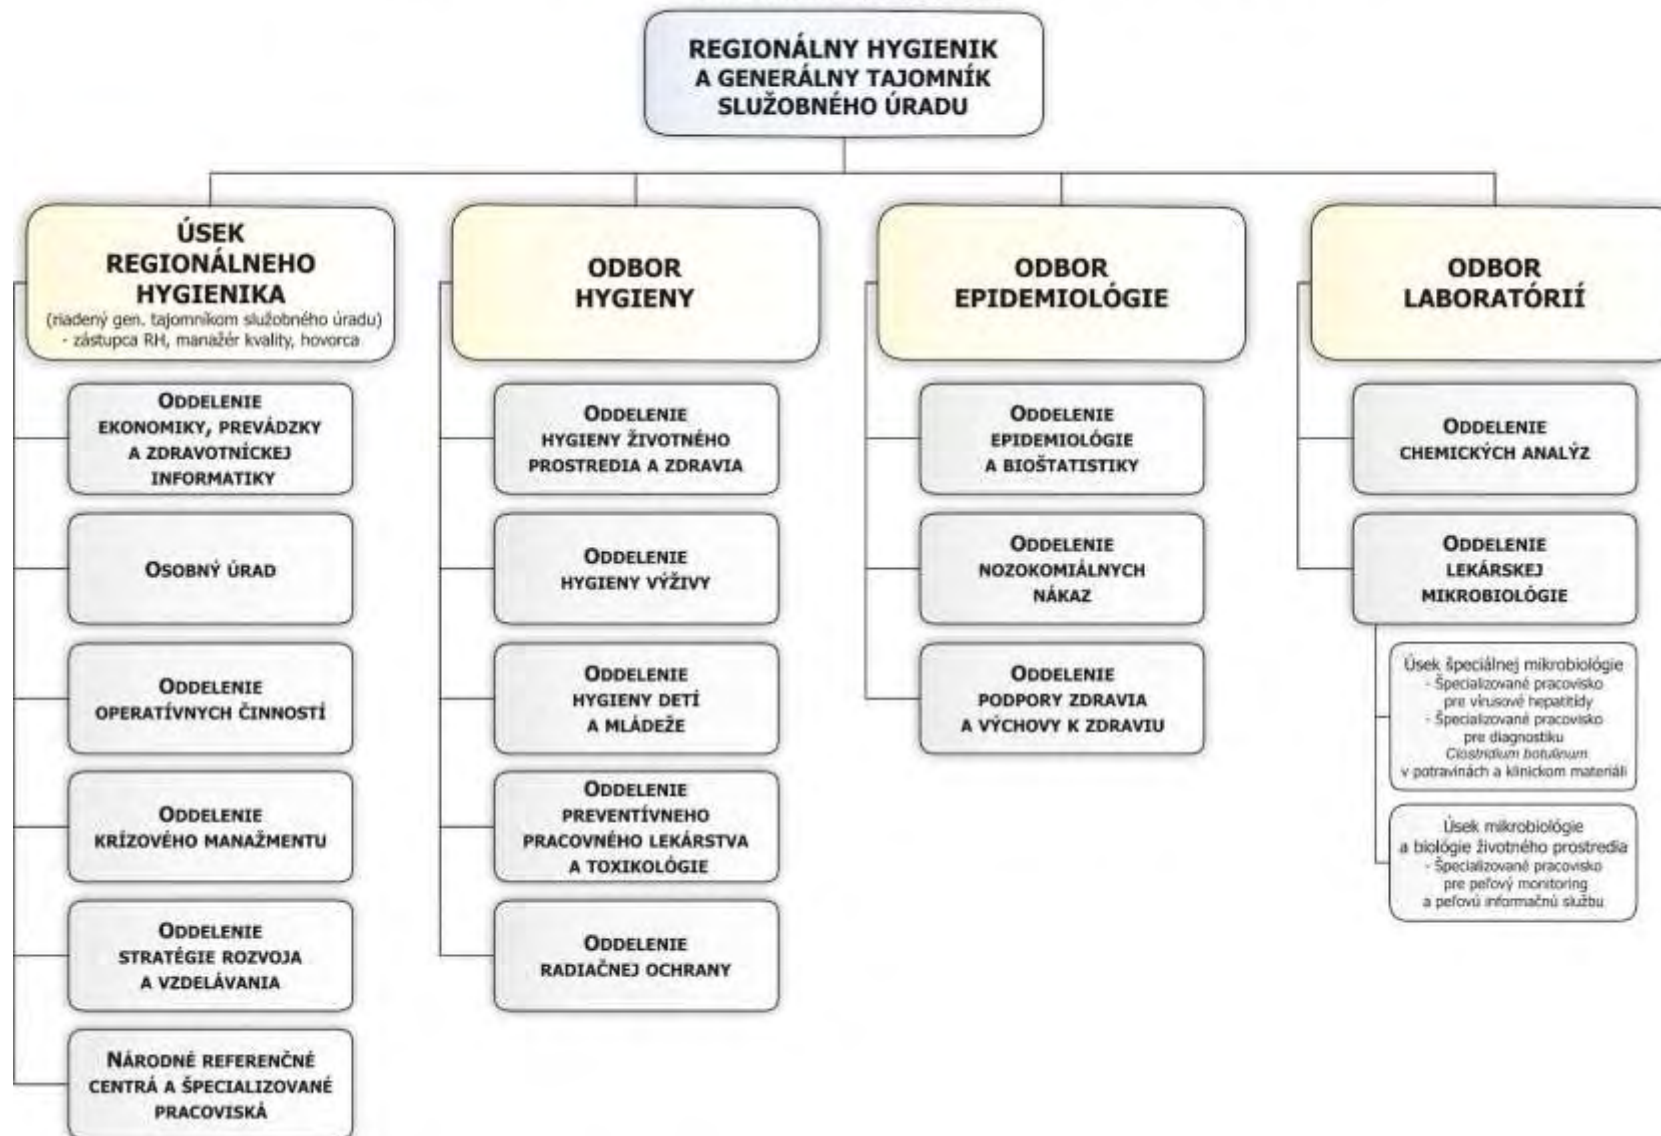 REGIONÁLNY HYGIENIK
A GENERÁLNY TAJOMNÍK
SLUŽOBNÉHO ÚRADU
ÚSEK
REGIONÁLNEHO
HYGIENIKA
(riadený gen. tajomníkom služobného úradu)
- zástupca RH, manažér kvality, hovorca
ODDELENIE
EKONOMIKY, PREVÁDZKY
A ZDRAVOTNÍCKEJ
INFORMATIKY
OSOBNÝ ÚRAD
ODDELENIE
OPERATÍVNYCH ČINNOSTÍ
ODDELENIE
KRÍZOVÉHO MANAŽMENTU
ODDELENIE
STRATÉGIE ROZVOJA
A VZDELÁVANIA
NÁRODNÉ REFERENČNÉ
CENTRÁ A ŠPECIALIZOVANÉ
PRACOVISKÁ
ODBOR
HYGIENY
ODDELENIE
HYGIENY ŽIVOTNÉHO
PROSTREDIA A ZDRAVIA
ODDELENIE
HYGIENY VÝŽIVY
ODDELENIE
HYGIENY DETÍ
A MLÁDEŽE
ODDELENIE
PREVENTÍVNEHO
PRACOVNÉHO LEKÁRSTVA
A TOXIKOLÓGIE
ODDELENIE
RADIAČNEJ OCHRANY
ODBOR
EPIDEMIOLÓGIE
ODDELENIE
EPIDEMIOLÓGIE
A BIOŠTATISTIKY
ODDELENIE
NOZOKOMIÁLNYCH
NÁKAZ
ODDELENIE
PODPORY ZDRAVIA
A VÝCHOVY K ZDRAVIU
ODBOR
LABORATÓRIÍ
ODDELENIE
CHEMICKÝCH ANALÝZ
ODDELENIE
LEKÁRSKEJ
MIKROBIOLÓGIE
Úsek špeciálnej mikrobiológie
- Špecializované pracovisko
pre vírusové hepatitídy
- Špecializované pracovisko
pre diagnostiku
Clostridium botulinum
v potravinách a klinickom materiáli
Úsek mikrobiológie
a biológie životného prostredia
- Špecializované pracovisko
pre peľový monitoring
a peľovú informačnú službu